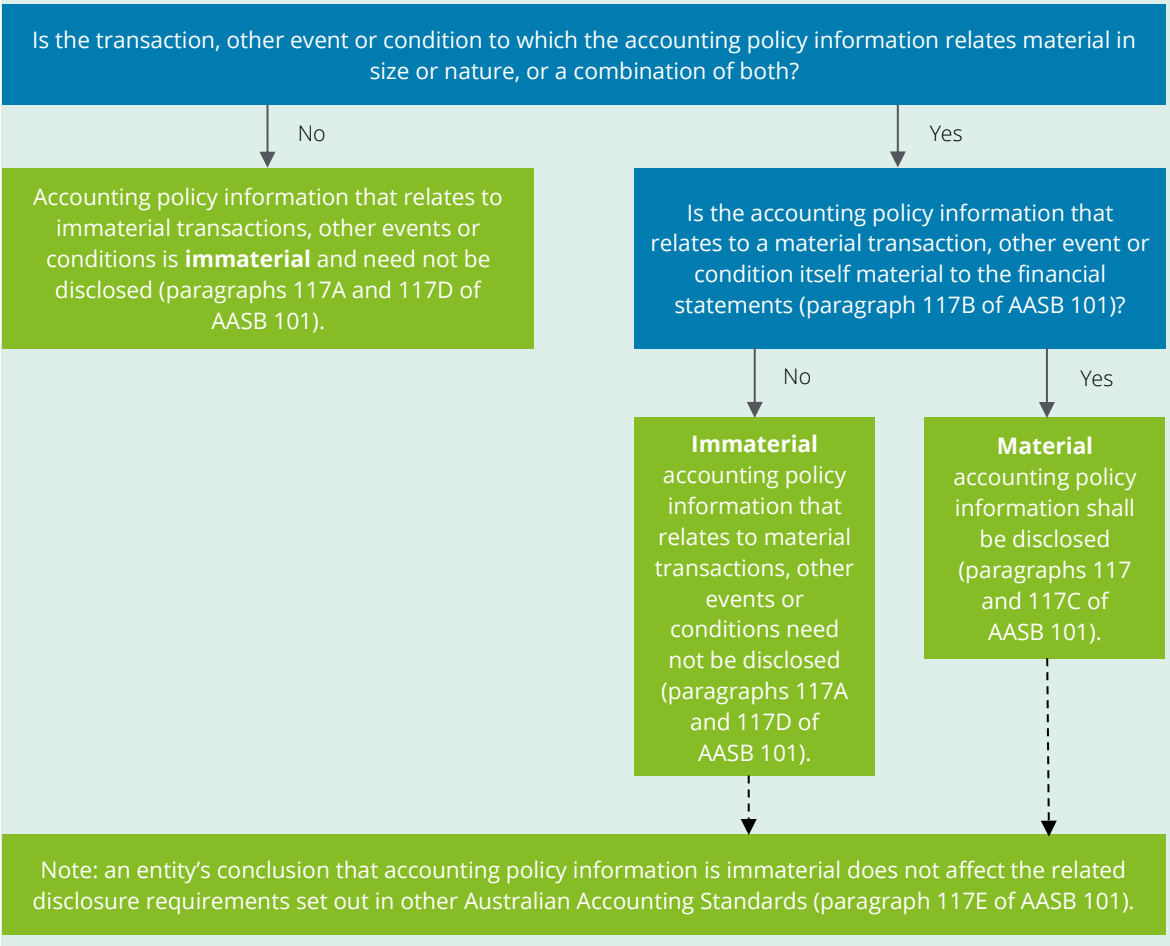 Is the transaction, other event or condition to which the accounting policy information relates material in
size or nature, or a combination of both?
No
Yes
Accounting policy information that relates to
immaterial transactions, other events or
conditions is immaterial and need not be
disclosed (paragraphs 117A and 117D of
AASB 101).
Is the accounting policy information that
relates to a material transaction, other event or
condition itself material to the financial
statements (paragraph 117B of AASB 101)?
No
Yes
Immaterial
accounting policy
information that
relates to material
transactions, other
events or
conditions need
not be disclosed
(paragraphs 117A
and 117D of
AASB 101).
Material
accounting policy
information shall
be disclosed
(paragraphs 117
and 117C of
AASB 101).
Note: an entity’s conclusion that accounting policy information is immaterial does not affect the related
disclosure requirements set out in other Australian Accounting Standards (paragraph 117E of AASB 101).